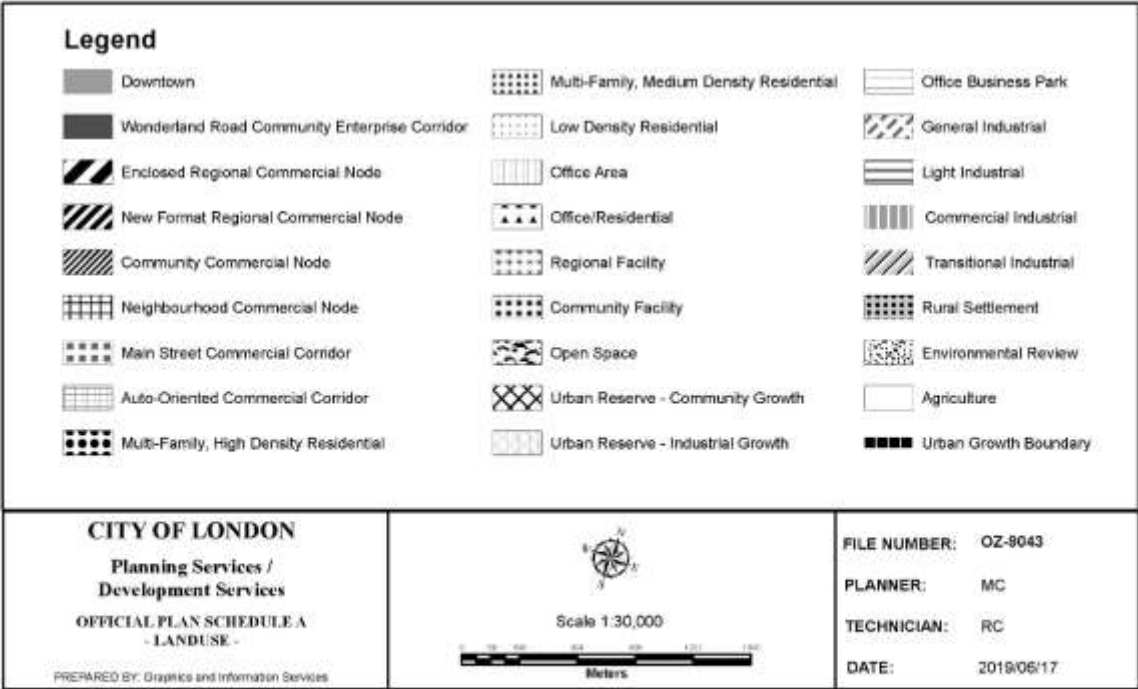 Legend
Downtown
Wonderland Road Community Enterprise Corridor
Enclosed Regional Commercial Node
New Format Regional Commercial Node
Community Commercial Node
Neighbourhood Commercial Node
Main Street Commercial Corridor
Auto-Oriented Commercial Corridor
Multi-Family, High Density Residential
Multi-Family, Medium Density Residential
Low Density Residential
Office Area
Office/Residential
Regional Facility
Community Facility
Open Space
Urban Reserve - Community Growth
Urban Reserve - Industrial Growth
Office Business Park
General Industrial
Light Industrial
Commercial Industrial
Transitional Industrial
Rural Settlement
Environmental Review
Agriculture
Urban Growth Boundary
CITY OF LONDON
Planning Services /
Development Services
OFFICIAL PLAN SCHEDULE A
- LANDUSE -
PREPARED BY: Graphics and Information Services
Scale 1:30,000
Meters
FILE NUMBER: OZ-9043
PLANNER: MC
TECHNICIAN: RC
DATE: 2019/06/17